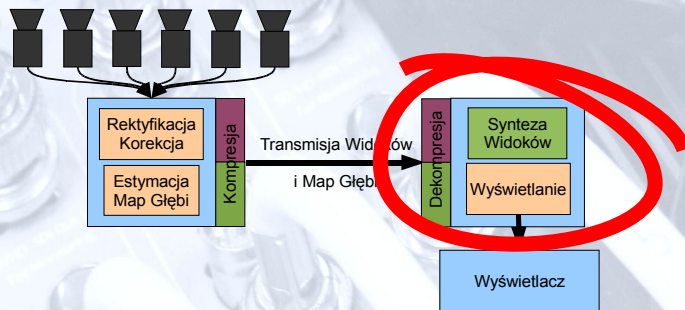 Rektyfikacja
Korekcja
Estymacja
Map Głębi
Kompresja
Transmisja Widoków
i Map Głębi
Dekompresja
Synteza
Widoków
Wyświetlanie
Wyświetlacz